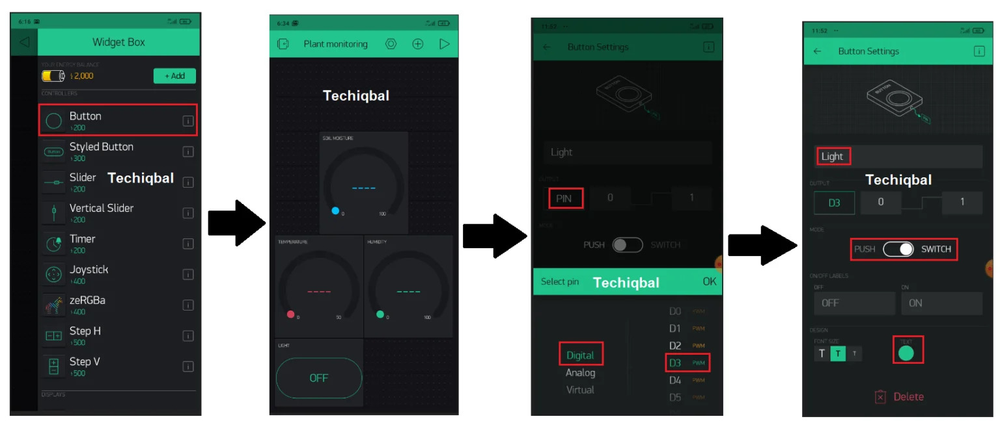 6:16
Widget Box
YOUR ENERGY BALANCE
2,000
+ Add
CONTROLLERS
Button
200
Styled Button
Button
300
Slider
200
Techiqbal
Vertical Slider
200
Timer
200
Joystick
400
zeRGBa
400
Step H
500
Step V
500
DISPLAYS
6:34
Plant monitoring
Techiqbal
SOIL MOISTURE
----
0 100
TEMPERATURE
----
0 50
HUMIDITY
----
0 100
LIGHT
OFF
11:52
Button Settings
BUTTON
PIN
Light
OUTPUT
PIN 0 1
MODE
PUSH SWITCH
Select pin Techiqbal OK
D0 PWM
D1 PWM
D2 PWM
Digital D3 PWM
Analog D4 PWM
Virtual D5 PWM
11:52
Button Settings
BUTTON
PIN
Light
Techiqbal
OUTPUT
D3 0 1
MODE
PUSH SWITCH
ON/OFF LABELS
OFF ON
OFF ON
DESIGN
FONT SIZE TEXT
T T T
Delete